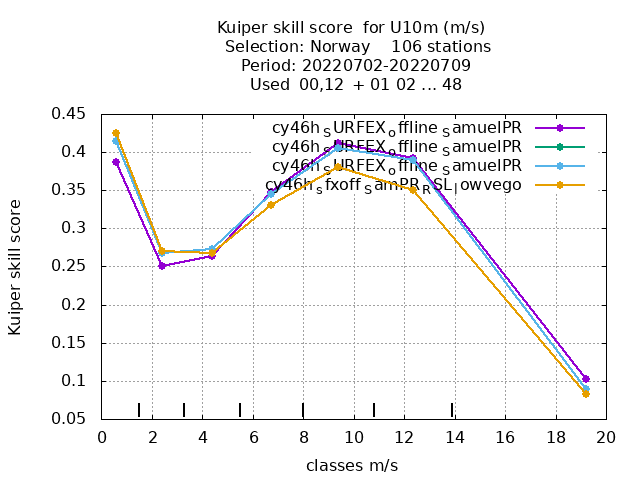 Kuiper skill score for U10m (m/s)
Selection: Norway 106 stations
Period: 20220702-20220709
Used 00,12 + 01 02 ... 48
cy46h_SURFEX_offline_SamuelPR
cy46h_SURFEX_offline_SamuelPR
cy46h_SURFEX_offline_SamuelPR
cy46h_sfxoff_SamPR_RSL_lowvego
Kuiper skill score
0.45
0.4
0.35
0.3
0.25
0.2
0.15
0.1
0.05
0 2 4 6 8 10 12 14 16 18 20
classes m/s